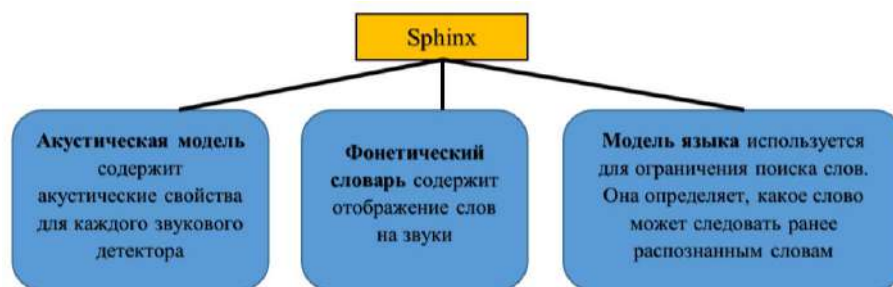 Sphinx
Акустическая модель
содержит
акустические свойства
для каждого звукового
детектора
Фонетический
словарь содержит
отображение слов
на звуки
Модель языка используется
для ограничения поиска слов.
Она определяет, какое слово
может следовать ранее
распознанным словам